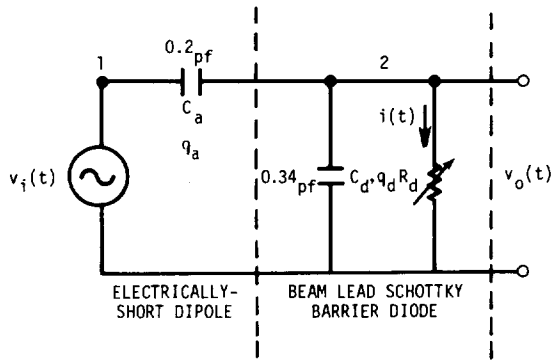 0.2pf
1
2
C_a
q_a
i(t)
v_i(t)
0.34pf
C_d,q_d R_d
v_o(t)
ELECTRICALLY-
SHORT DIPOLE
BEAM LEAD SCHOTTKY
BARRIER DIODE